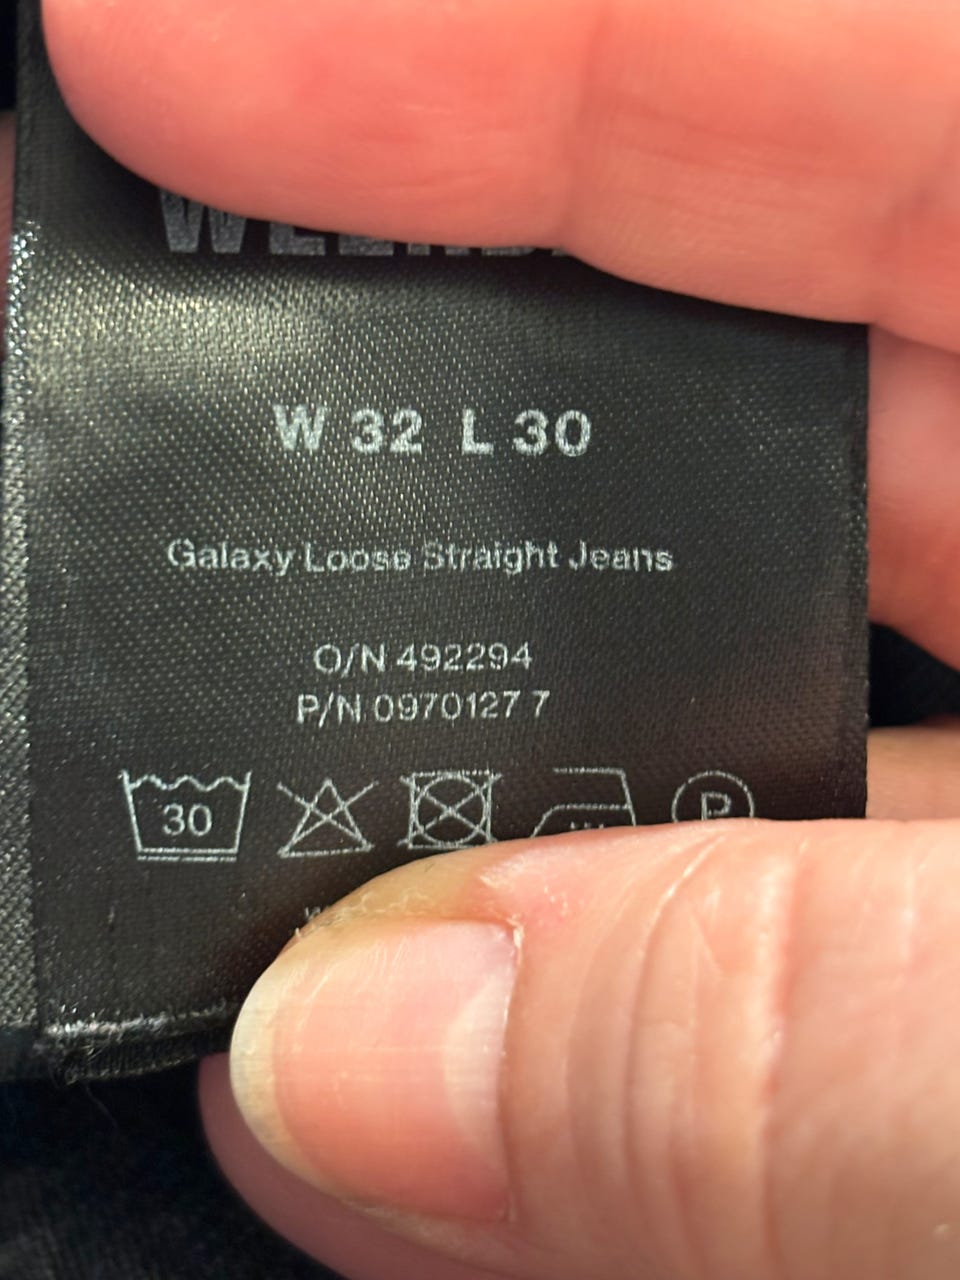 W 32 L 30
Galaxy Loose Straight Jeans
O/N 492294
P/N 0970127 7
30
P